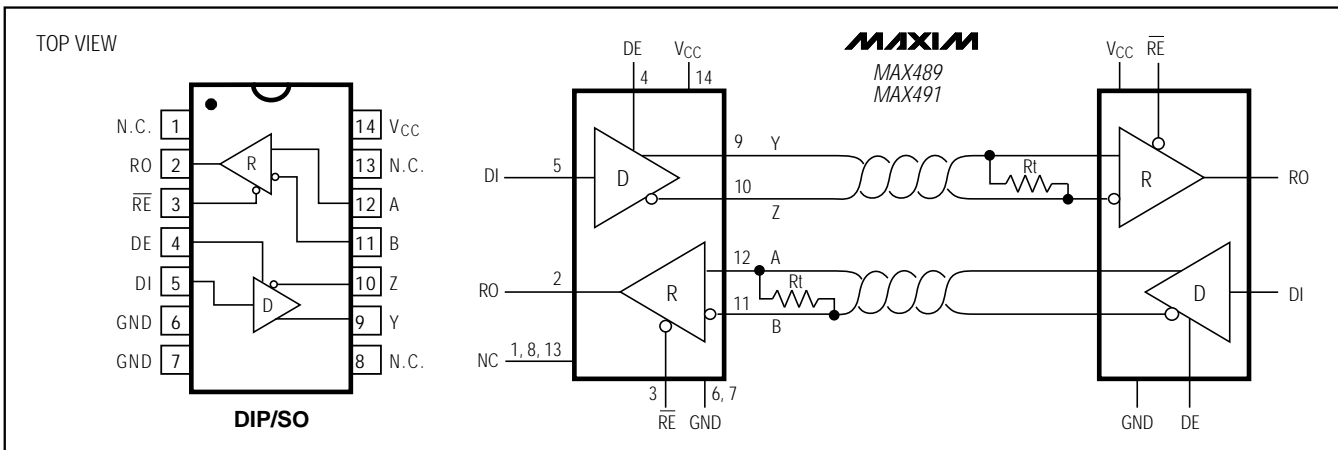 TOP VIEW
N.C. 1
RO 2
RE 3
DE 4
DI 5
GND 6
GND 7
14 VCC
13 N.C.
12 A
11 B
10 Z
9 Y
8 N.C.
R
D
DIP/SO
MAXIM
MAX489
MAX491
DE
4
VCC
14
DI
5
D
9 Y
10
Z
Rt
R
RO
VCC
RE
RO
2
R
12 A
11
B
Rt
D
DI
NC 1, 8, 13
3
RE
6, 7
GND
GND
DE